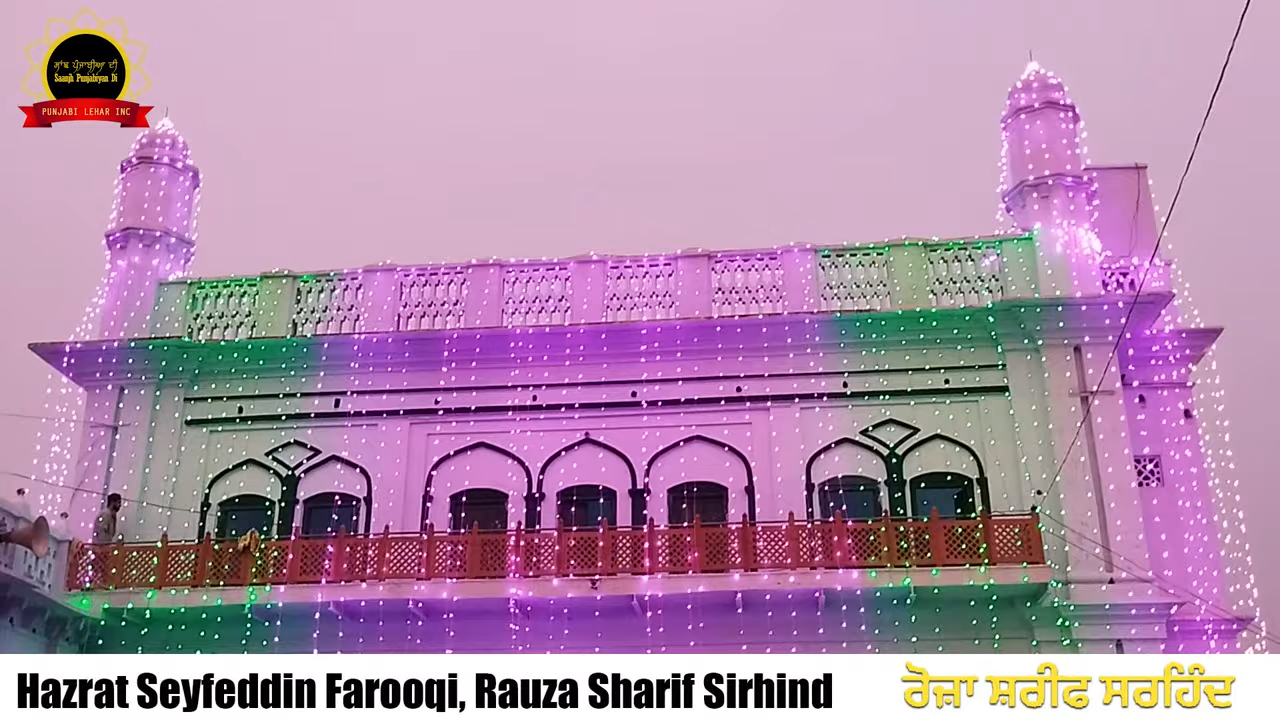 ਸਾਂਝ ਪੰਜਾਬੀਆਂ ਦੀ
Saanjh Punjabiyan Di
PUNJABI LEHAR INC
Hazrat Seyfeddin Farooqi, Rauza Sharif Sirhind
ਰੋਜ਼ਾ ਸ਼ਰੀਫ ਸਰਹਿੰਦ